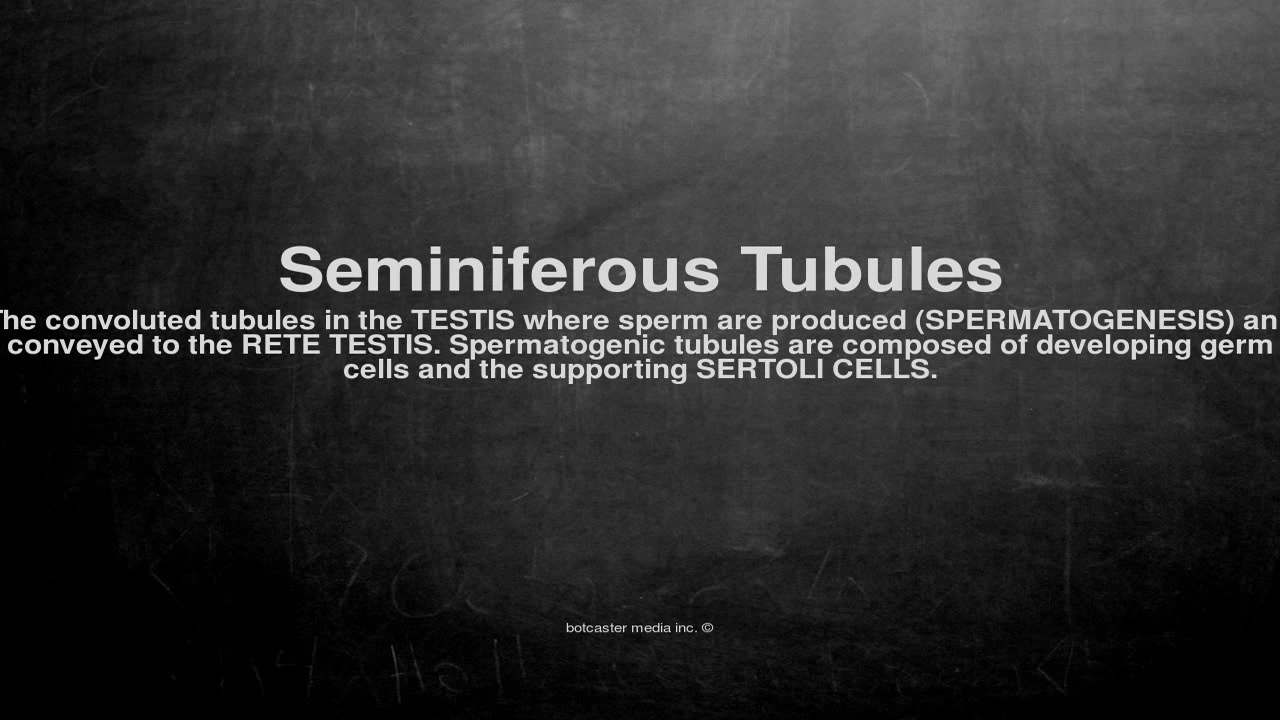 Seminiferous Tubules
The convoluted tubules in the TESTIS where sperm are produced (SPERMATOGENESIS) an
conveyed to the RETE TESTIS. Spermatogenic tubules are composed of developing germ
cells and the supporting SERTOLI CELLS.
botcaster media inc. ©